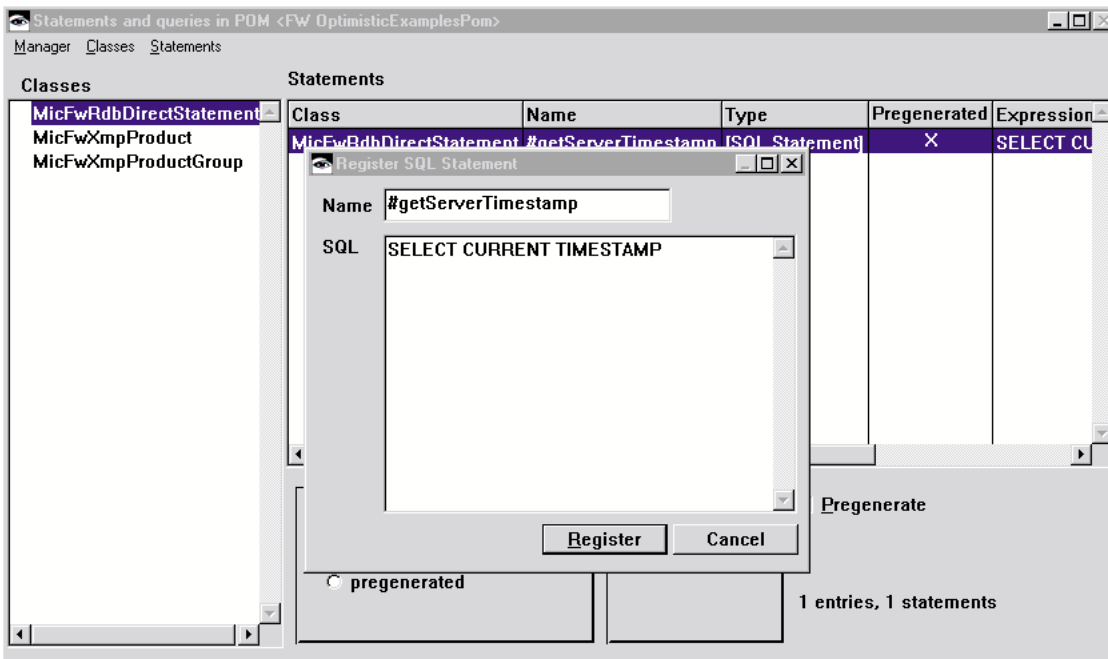 Statements and queries in POM <FW OptimisticExamplesPom>
Manager Classes Statements
Classes
MicFwRdbDirectStatement
MicFwXmpProduct
MicFwXmpProductGroup
Statements
Class Name Type Pregenerated Expression
MicFwRdbDirectStatement #getServerTimestamp [SQL Statement] X SELECT CU
Register SQL Statement
Name #getServerTimestamp
SQL SELECT CURRENT TIMESTAMP
Register Cancel
Pregenerate
pregenerated
1 entries, 1 statements